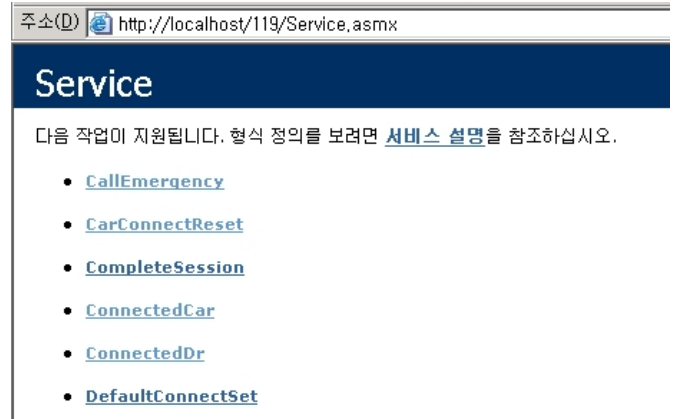 주소(D) http://localhost/119/Service.asmx
Service
다음 작업이 지원됩니다. 형식 정의를 보려면 서비스 설명을 참조하십시오.
CallEmergency
CarConnectReset
CompleteSession
ConnectedCar
ConnectedDr
DefaultConnectSet